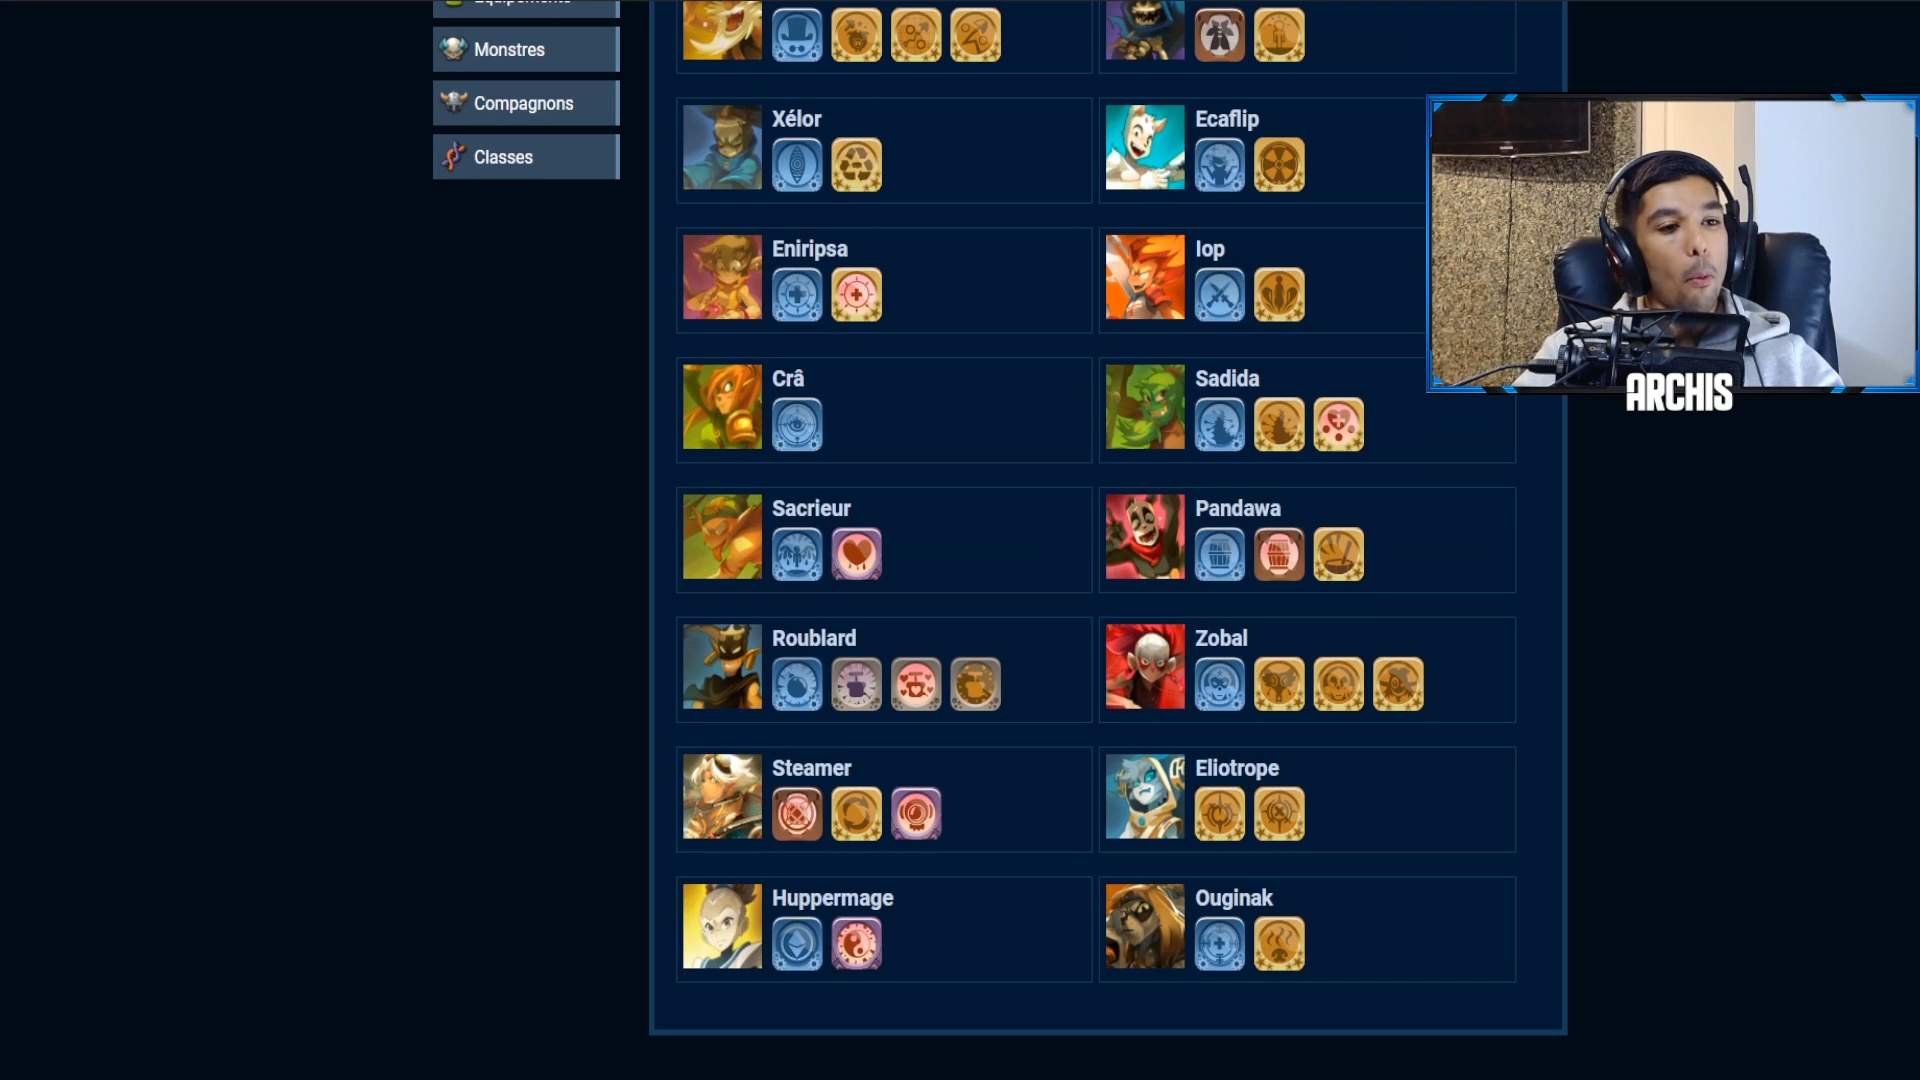 Monstres
Compagnons
Classes
Xélor
Ecaflip
Eniripsa
Iop
Crâ
Sadida
Sacrieur
Pandawa
Roublard
Zobal
Steamer
Eliotrope
Huppermage
Ouginak
ARCHIS